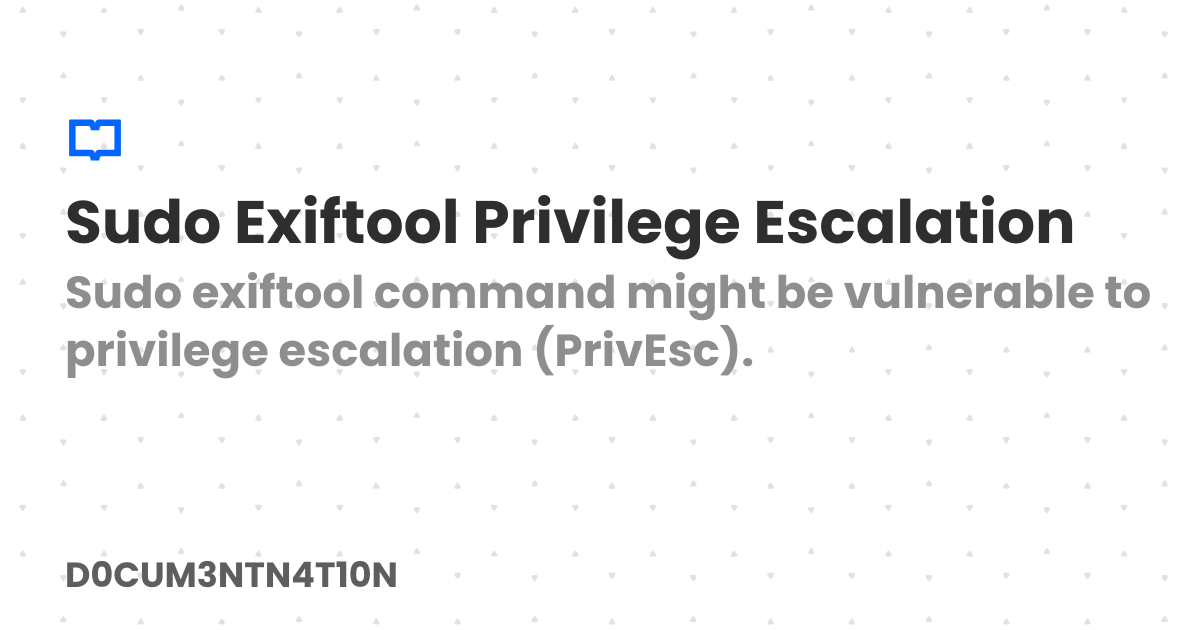 Sudo Exiftool Privilege Escalation
Sudo exiftool command might be vulnerable to
privilege escalation (PrivEsc).
D0CUM3NTN4T10N